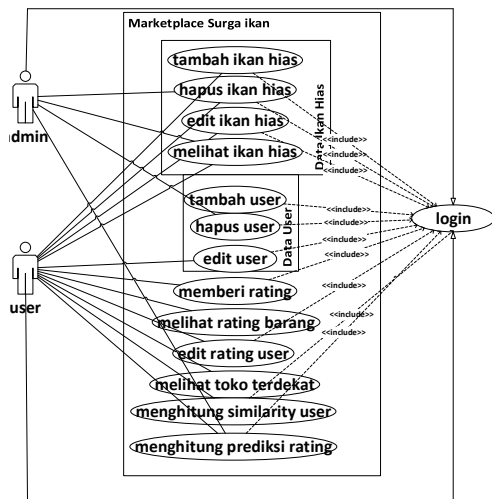 Marketplace Surga ikan
tambah ikan hias
hapus ikan hias
edit ikan hias
melihat ikan hias
Data Ikan Hias
<<include>>
<<include>>
<<include>>
admin
tambah user
hapus user
edit user
Data User
<<include>>
<<include>>
<<include>>
login
user
memberi rating
<<include>>
melihat rating barang
edit rating user
<<include>>
<<include>>
<<include>>
melihat toko terdekat
menghitung similarity user
menghitung prediksi rating